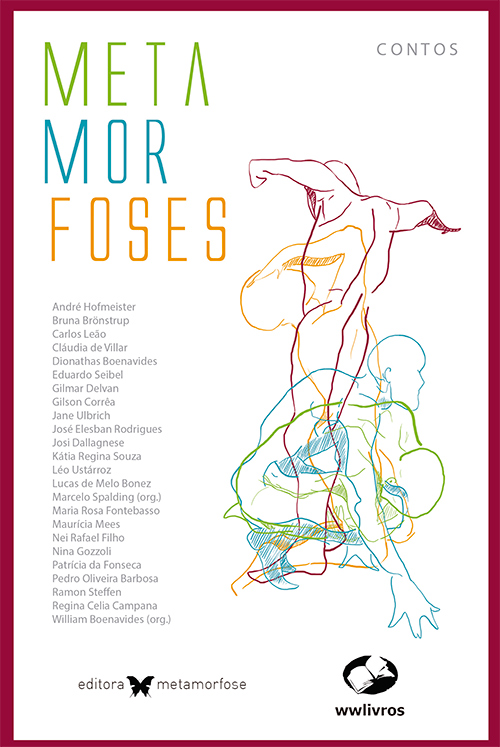 META
CONTOS
MOR
FOSES
André Hofmeister
Bruna Brönstrup
Carlos Leão
Cláudia de Villar
Dionathas Boenavides
Eduardo Seibel
Gilmar Delvan
Gilson Corrêa
Jane Ulbrich
José Elesban Rodrigues
Josi Dallagnese
Kátia Regina Souza
Léo Ustárroz
Lucas de Melo Bonez
Marcelo Spalding (org.)
Maria Rosa Fontebasso
Maurícia Mees
Nei Rafael Filho
Nina Gozzoli
Patrícia da Fonseca
Pedro Oliveira Barbosa
Ramon Steffen
Regina Celia Campana
William Boenavides (org.)
editora metamorfose
wwlivros